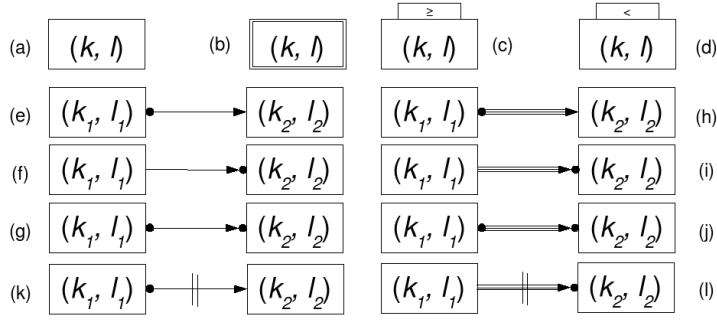 ≥ <
(a) (k, l) (b) (k, l) (k, l) (c) (k, l) (d)
(e) (k₁, l₁) (k₂, l₂) (k₁, l₁) (k₂, l₂) (h)
(f) (k₁, l₁) (k₂, l₂) (k₁, l₁) (k₂, l₂) (i)
(g) (k₁, l₁) (k₂, l₂) (k₁, l₁) (k₂, l₂) (j)
(k) (k₁, l₁) (k₂, l₂) (k₁, l₁) (k₂, l₂) (l)